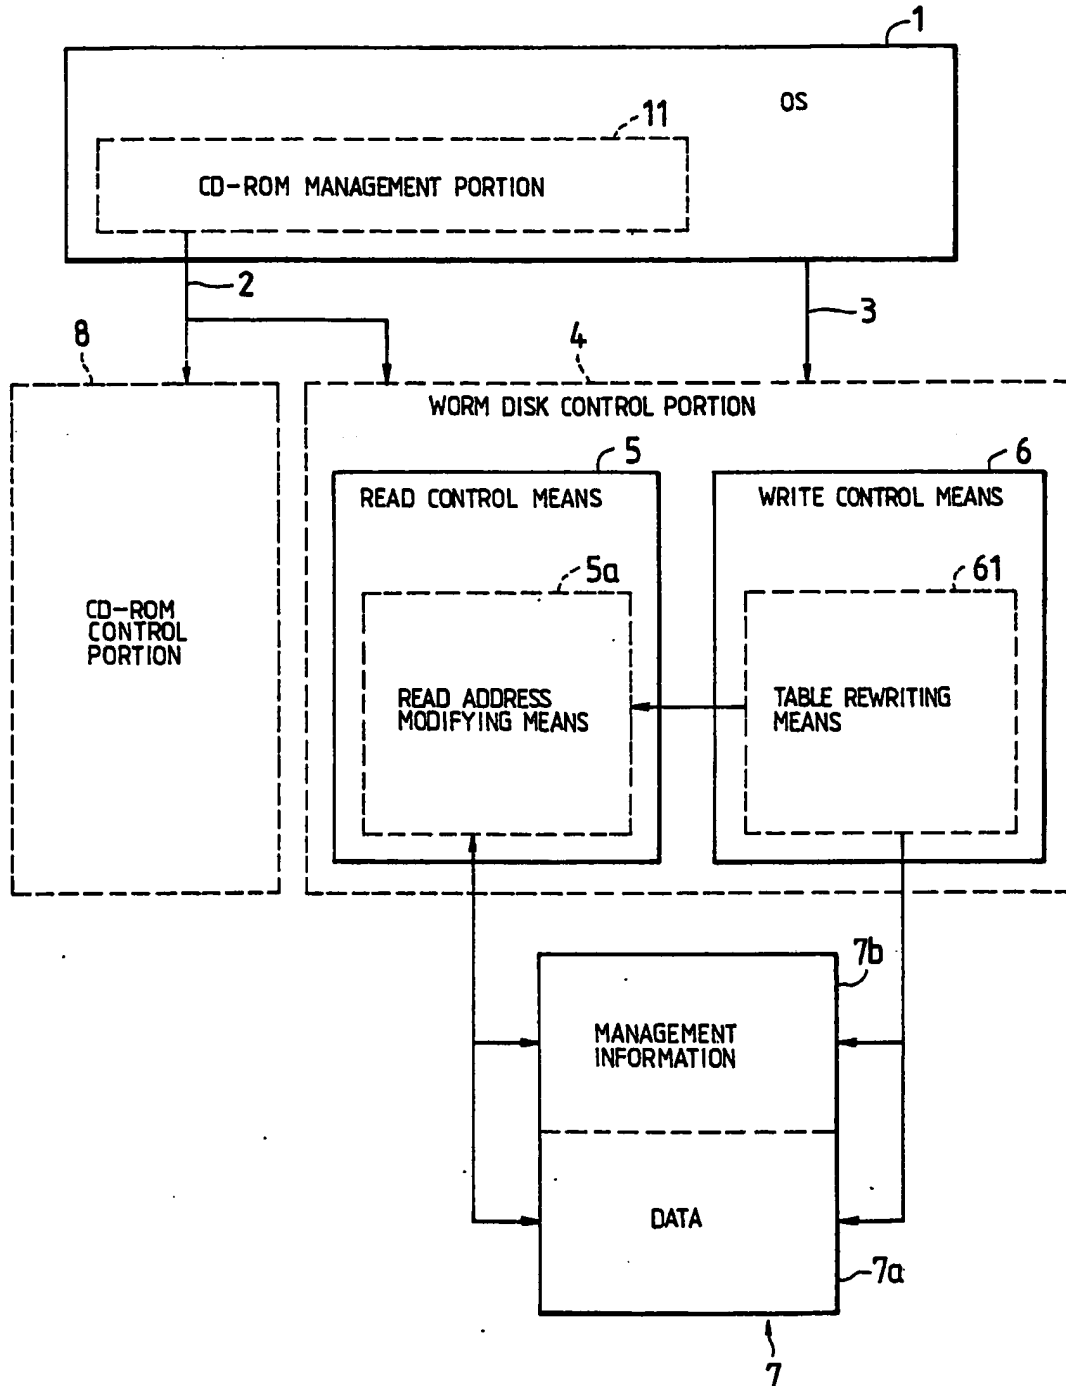 1
OS
11
CD-ROM MANAGEMENT PORTION
2
3
8
4
WORM DISK CONTROL PORTION
5
6
READ CONTROL MEANS
WRITE CONTROL MEANS
5a
61
CD-ROM
CONTROL
PORTION
READ ADDRESS
MODIFYING MEANS
TABLE REWRITING
MEANS
7b
MANAGEMENT
INFORMATION
DATA
7a
7